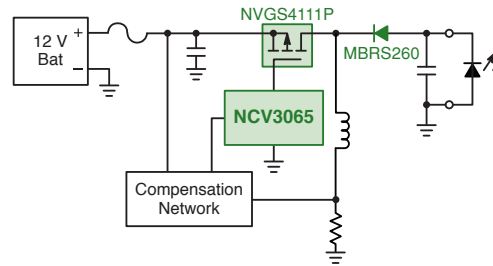 NVGS4111P
12 V
Bat
+
−
MBRS260
NCV3065
Compensation
Network